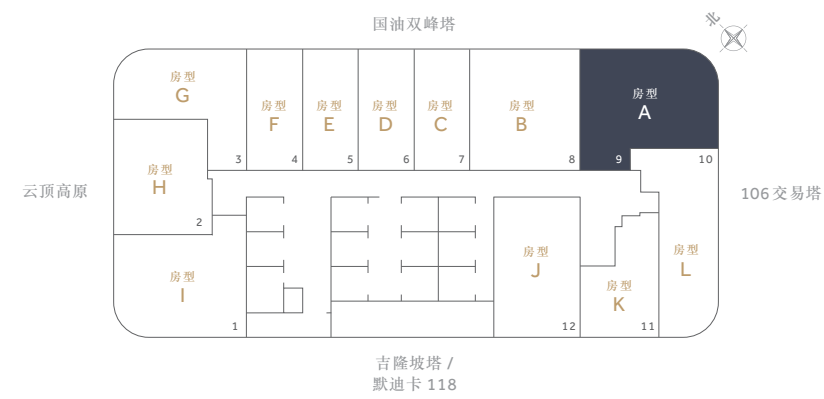 国油双峰塔
北
房型
G
3
房型
F
4
房型
E
5
房型
D
6
房型
C
7
房型
B
8
房型
A
9
10
云顶高原
房型
H
2
106交易塔
房型
I
1
房型
J
12
房型
K
11
房型
L
吉隆坡塔 /
默迪卡 118